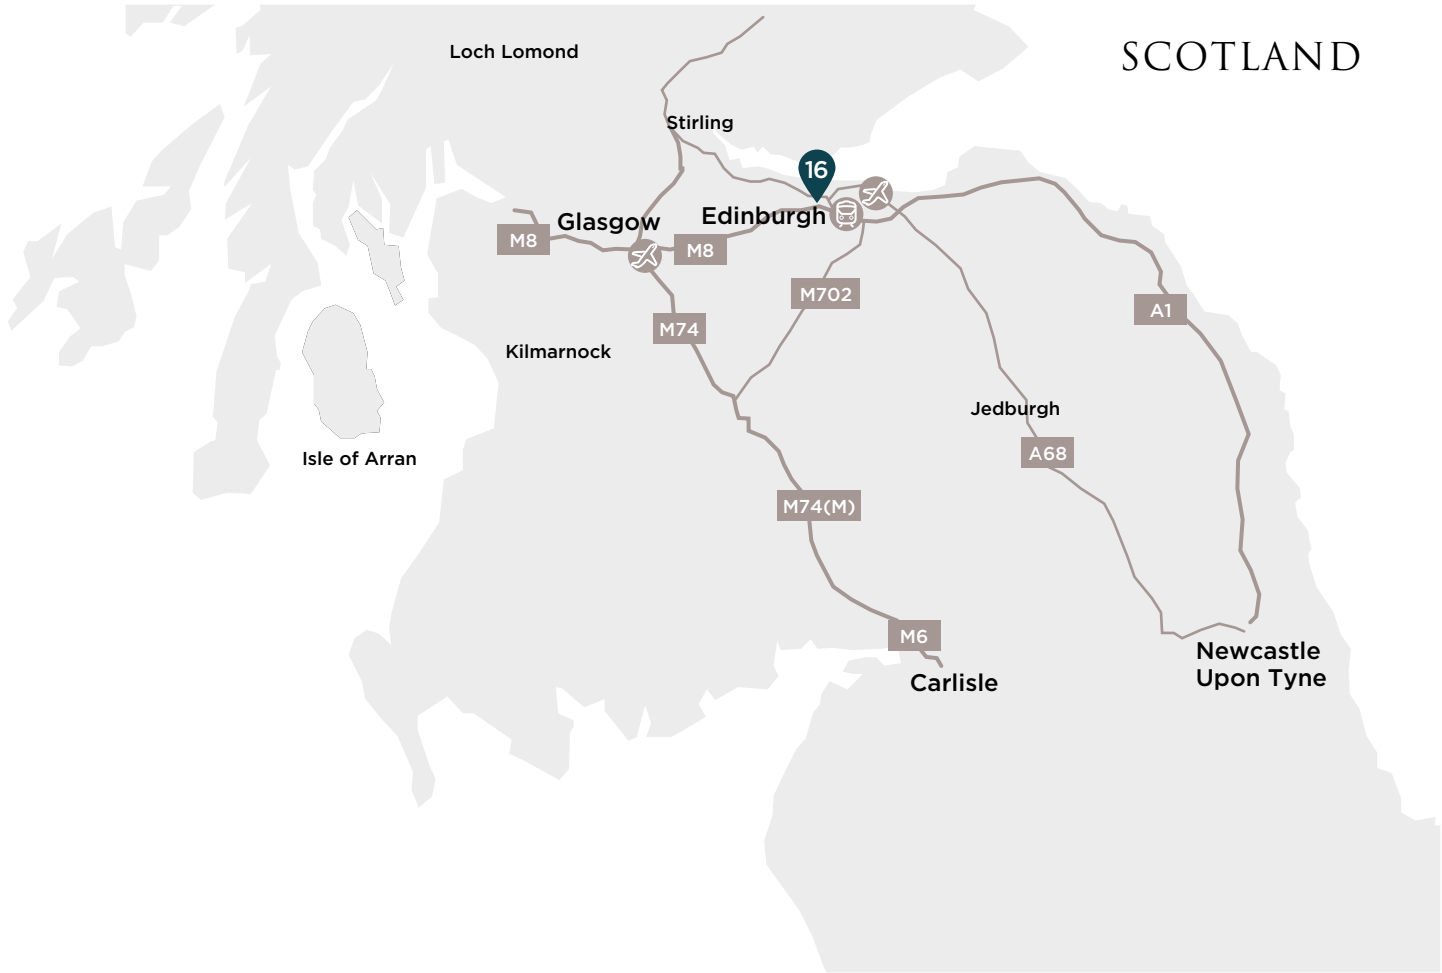 Loch Lomond
SCOTLAND
Stirling
16
Glasgow
Edinburgh
M8
M8
M702
A1
M74
Kilmarnock
Jedburgh
A68
Isle of Arran
M74(M)
M6
Newcastle
Upon Tyne
Carlisle